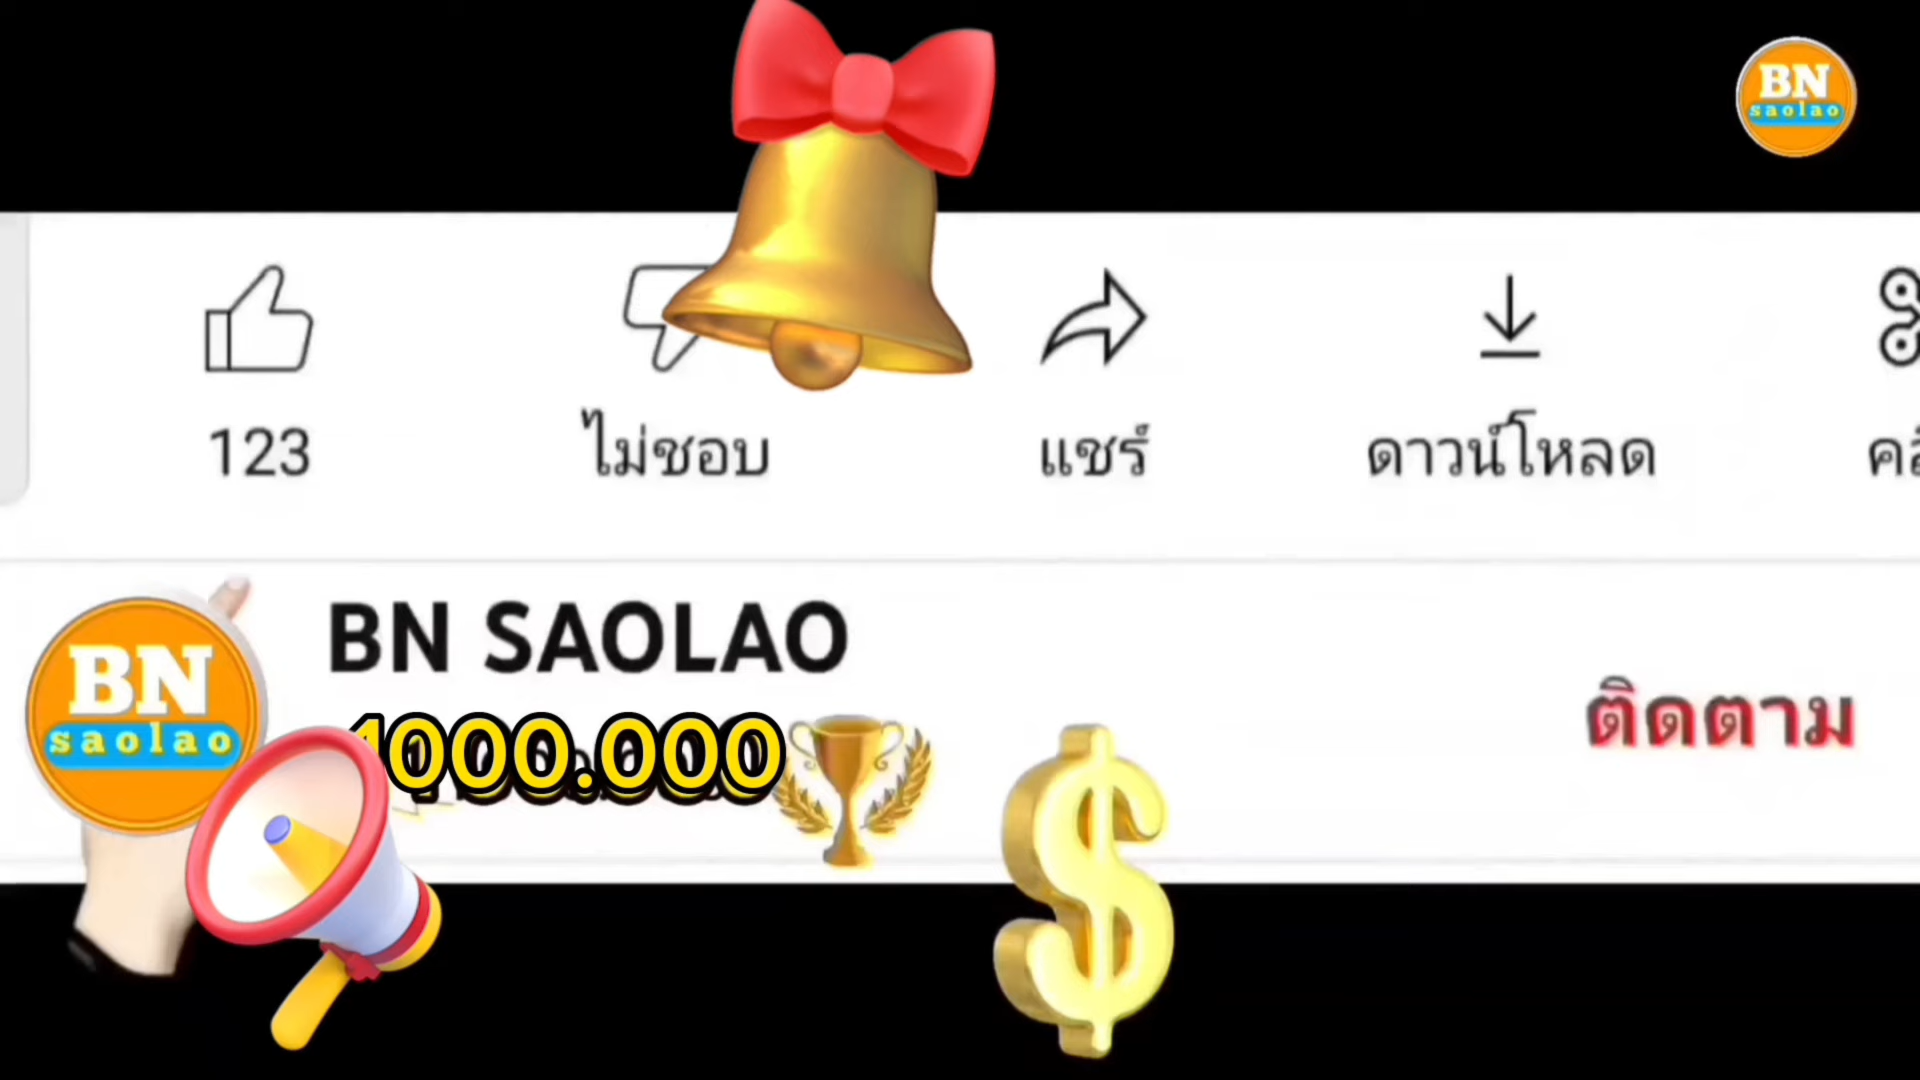 BN
saolao
123
ไม่ชอบ
แชร์
ดาวน์โหลด
BN SAOLAO
BN
saolao
1000.000
ติดตาม